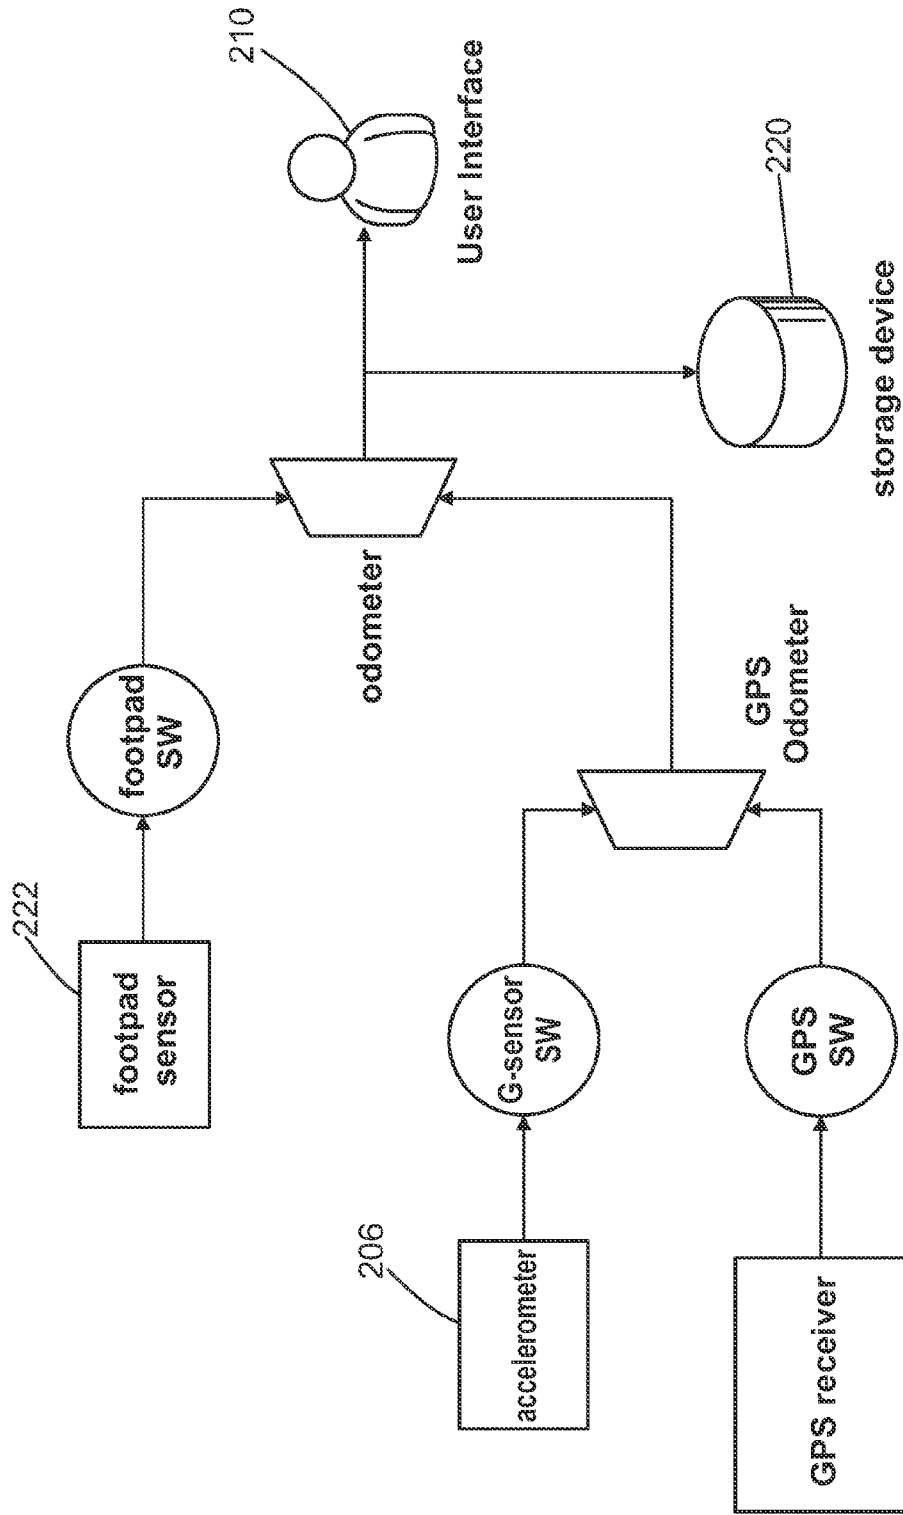 222
footpad
sensor
footpad
SW
odometer
210
User Interface
220
storage device
206
accelerometer
G-sensor
SW
GPS receiver
GPS
SW
GPS
Odometer